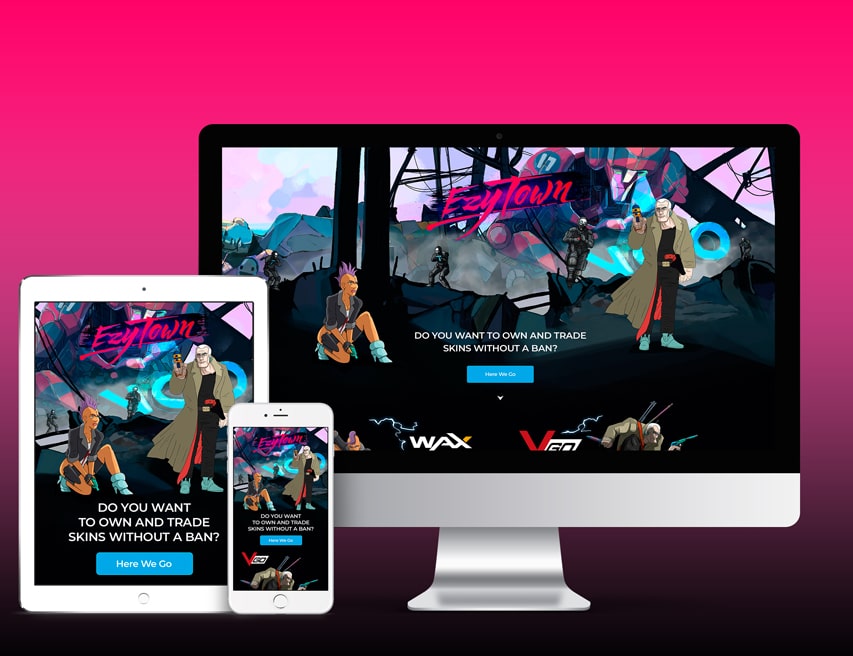 17
EzyTown
DO YOU WANT TO OWN AND TRADE
SKINS WITHOUT A BAN?
Here We Go
WAX
VGO
EzyTown
VGO
DO YOU WANT
TO OWN AND TRADE
SKINS WITHOUT A BAN?
Here We Go
EzyTown
DO YOU WANT
TO OWN AND TRADE
SKINS WITHOUT A BAN?
Here We Go
VGO